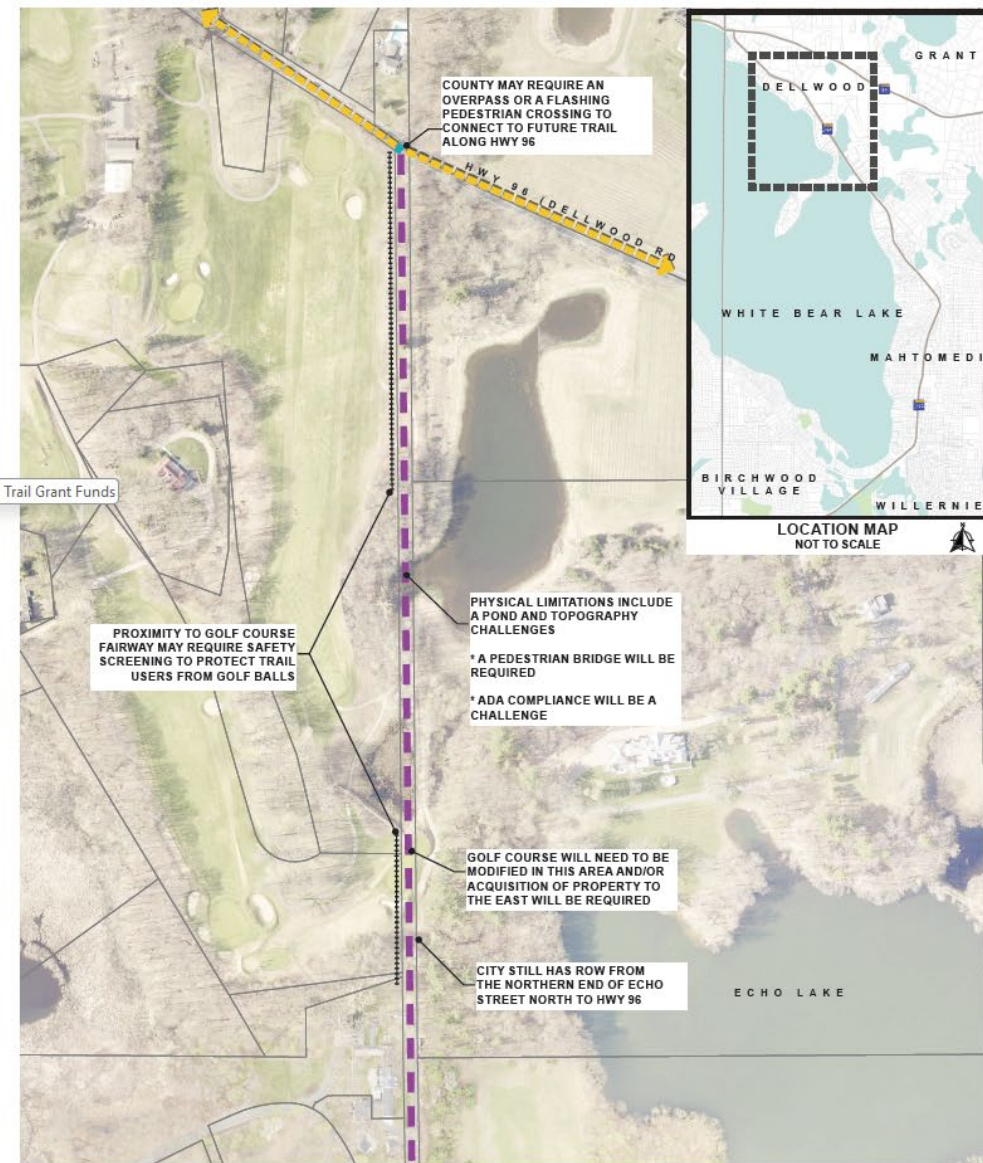 COUNTY MAY REQUIRE AN
OVERPASS OR A FLASHING
PEDESTRIAN CROSSING TO
CONNECT TO FUTURE TRAIL
ALONG HWY 96
HWY 96 (DELLWOOD RD
GRANT
DELLWOOD
WHITE BEAR LAKE
MAHTOMEDI
BIRCHWOOD
VILLAGE
WILLERNIE
LOCATION MAP
NOT TO SCALE
N
Trail Grant Funds
PHYSICAL LIMITATIONS INCLUDE
A POND AND TOPOGRAPHY
CHALLENGES
* A PEDESTRIAN BRIDGE WILL BE
REQUIRED
* ADA COMPLIANCE WILL BE A
CHALLENGE
PROXIMITY TO GOLF COURSE
FAIRWAY MAY REQUIRE SAFETY
SCREENING TO PROTECT TRAIL
USERS FROM GOLF BALLS
GOLF COURSE WILL NEED TO BE
MODIFIED IN THIS AREA AND/OR
ACQUISITION OF PROPERTY TO
THE EAST WILL BE REQUIRED
CITY STILL HAS ROW FROM
THE NORTHERN END OF ECHO
STREET NORTH TO HWY 96
ECHO LAKE